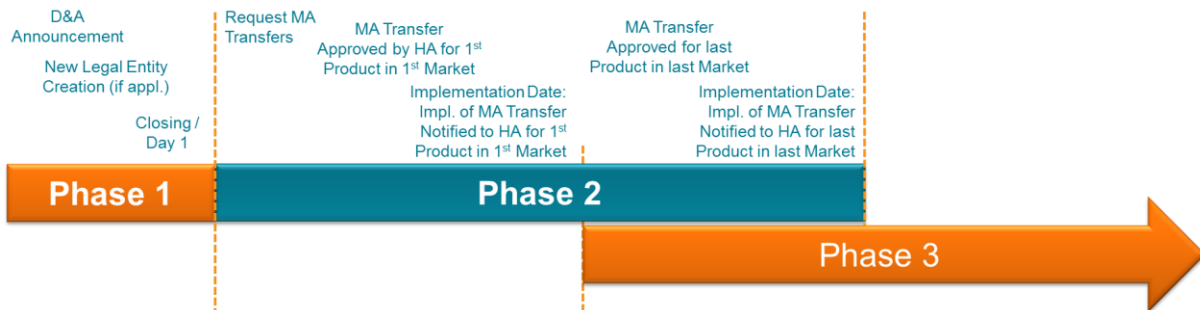 D&A
Announcement
New Legal Entity
Creation (if appl.)
Closing /
Day 1
Request MA
Transfers
MA Transfer
Approved by HA for 1st
Product in 1st Market
Implementation Date:
Impl. of MA Transfer
Notified to HA for 1st
Product in 1st Market
MA Transfer
Approved for last
Product in last Market
Implementation Date:
Impl. of MA Transfer
Notified to HA for last
Product in last Market
Phase 1
Phase 2
Phase 3